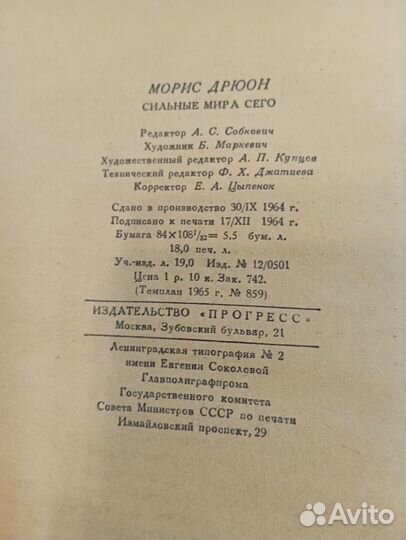 МОРИС ДРЮОН
СИЛЬНЫЕ МИРА СЕГО
Редактор А. С. Собкович
Художник Б. Маркевич
Художественный редактор А. П. Купцов
Технический редактор Ф. Х. Джатиева
Корректор Е. А. Цыпенок
Сдано в производство 30/IX 1964 г.
Подписано к печати 17/XII 1964 г.
Бумага 84×108¹/₃₂= 5,5 бум. л.
18,0 печ. л.
Уч.-изд. л. 19,0 Изд. № 12/0501
Цена 1 р. 10 к. Зак. 742.
(Темплан 1965 г. № 859)
ИЗДАТЕЛЬСТВО «ПРОГРЕСС»
Москва, Зубовский бульвар, 21
Ленинградская типография № 2
имени Евгении Соколовой
Главполиграфпрома
Государственного комитета
Совета Министров СССР по печати
Измайловский проспект, 29
Avito